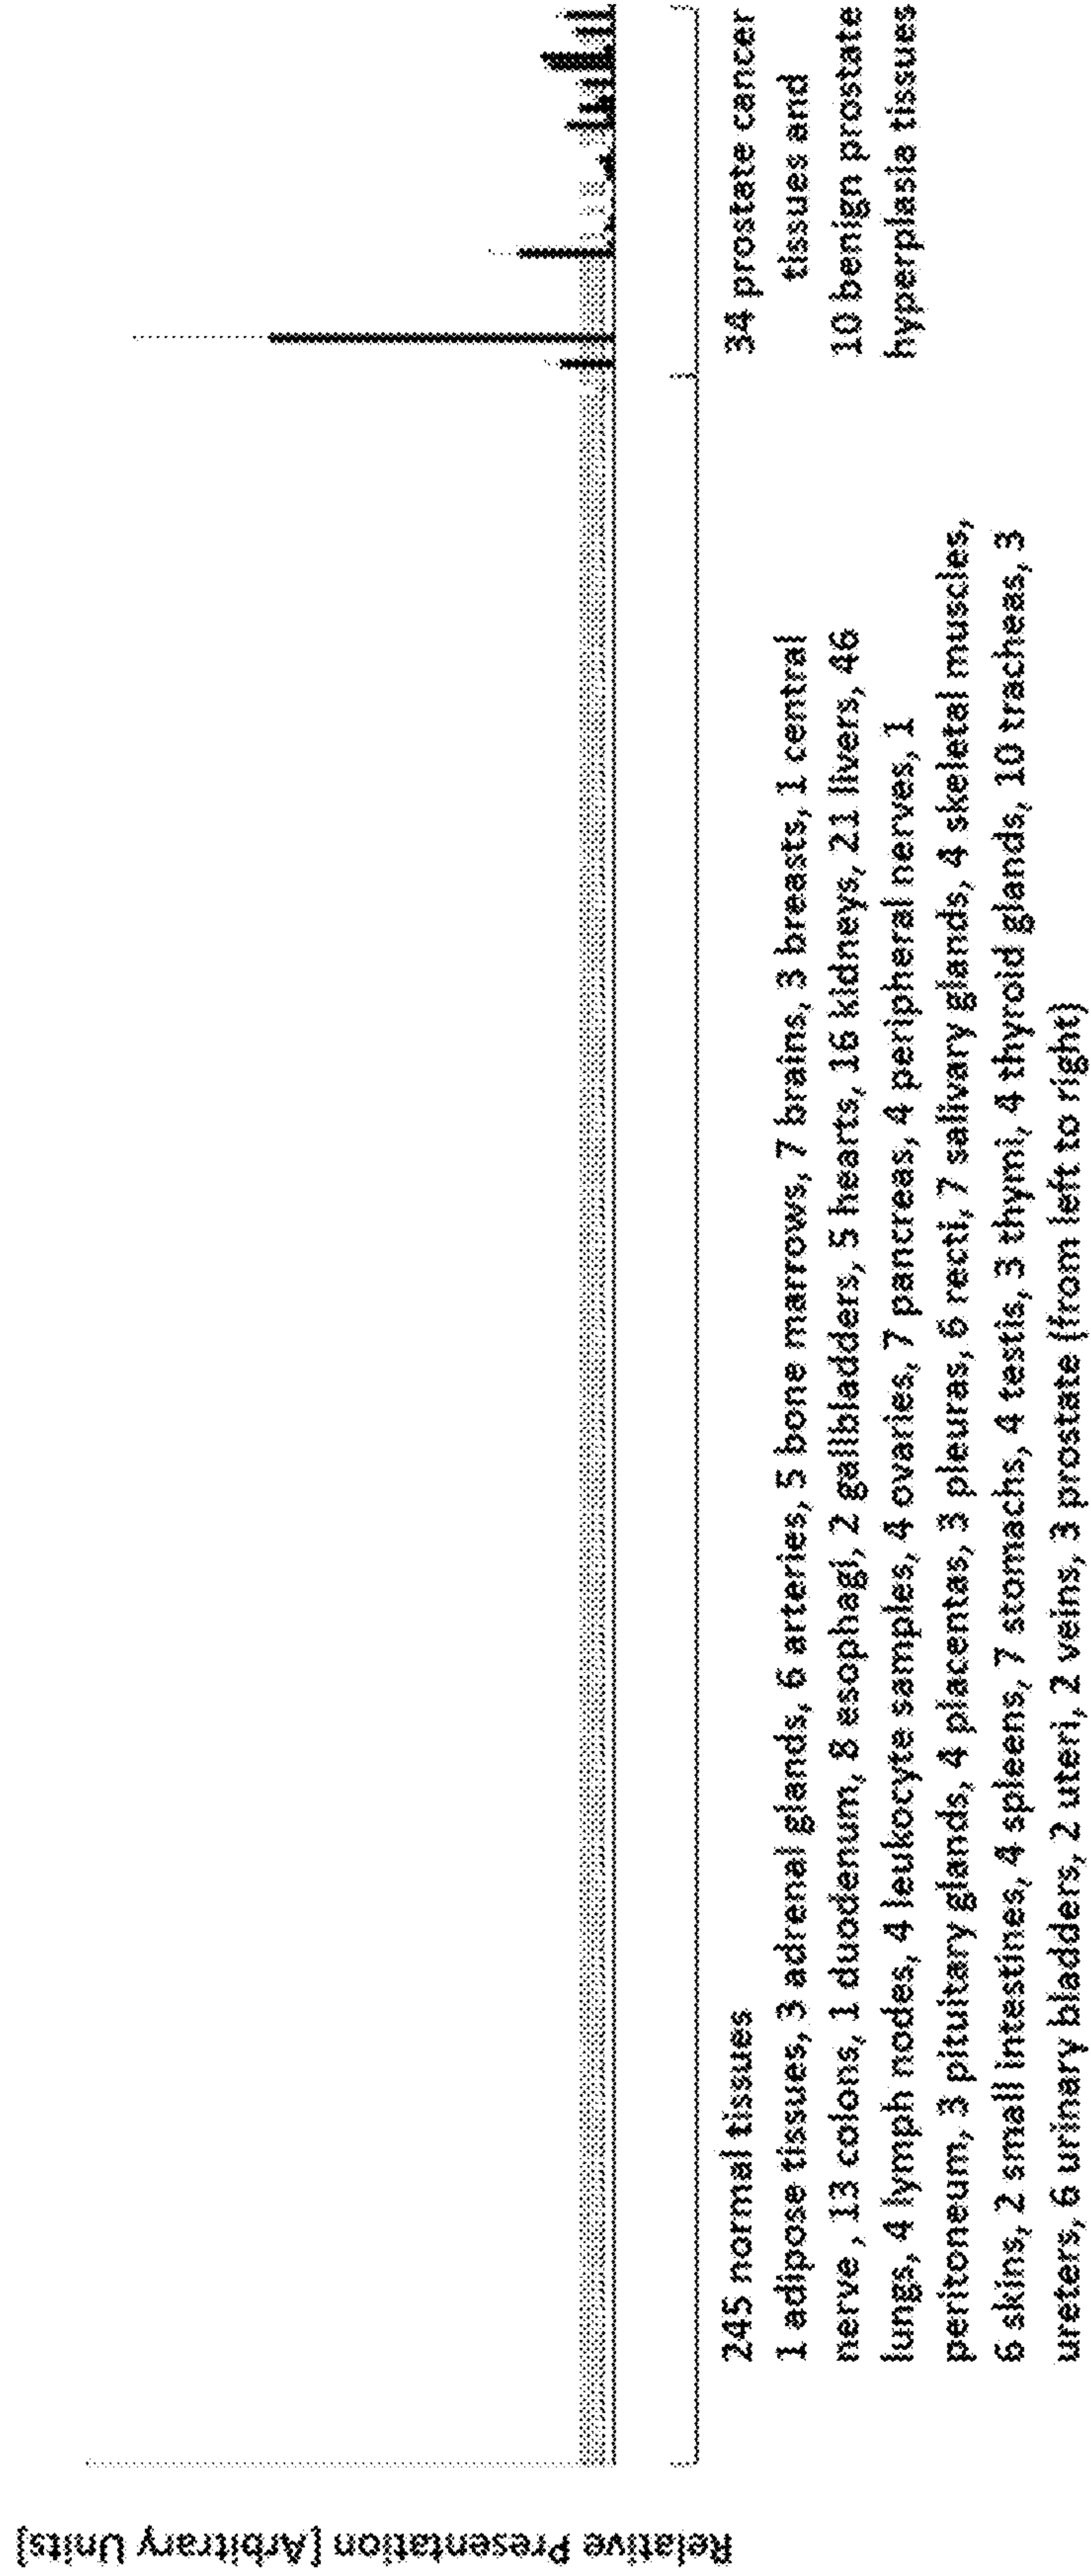 Relative Presentation [Arbitrary Units]
245 normal tissues
1 adipose tissues, 3 adrenal glands, 6 arteries, 5 bone marrows, 7 brains, 3 breasts, 1 central
nerve , 13 colons, 1 duodenum, 8 esophagi, 2 gallbladders, 5 hearts, 16 kidneys, 21 livers, 46
lungs, 4 lymph nodes, 4 leukocyte samples, 4 ovaries, 7 pancreas, 4 peripheral nerves, 1
peritoneum, 3 pituitary glands, 4 placentas, 3 pleuras, 6 recti, 7 salivary glands, 4 skeletal muscles,
6 skins, 2 small intestines, 4 spleens, 7 stomachs, 4 testis, 3 thymi, 4 thyroid glands, 10 tracheas, 3
ureters, 6 urinary bladders, 2 uteri, 2 veins, 3 prostate (from left to right)
34 prostate cancer
tissues and
10 benign prostate
hyperplasia tissues